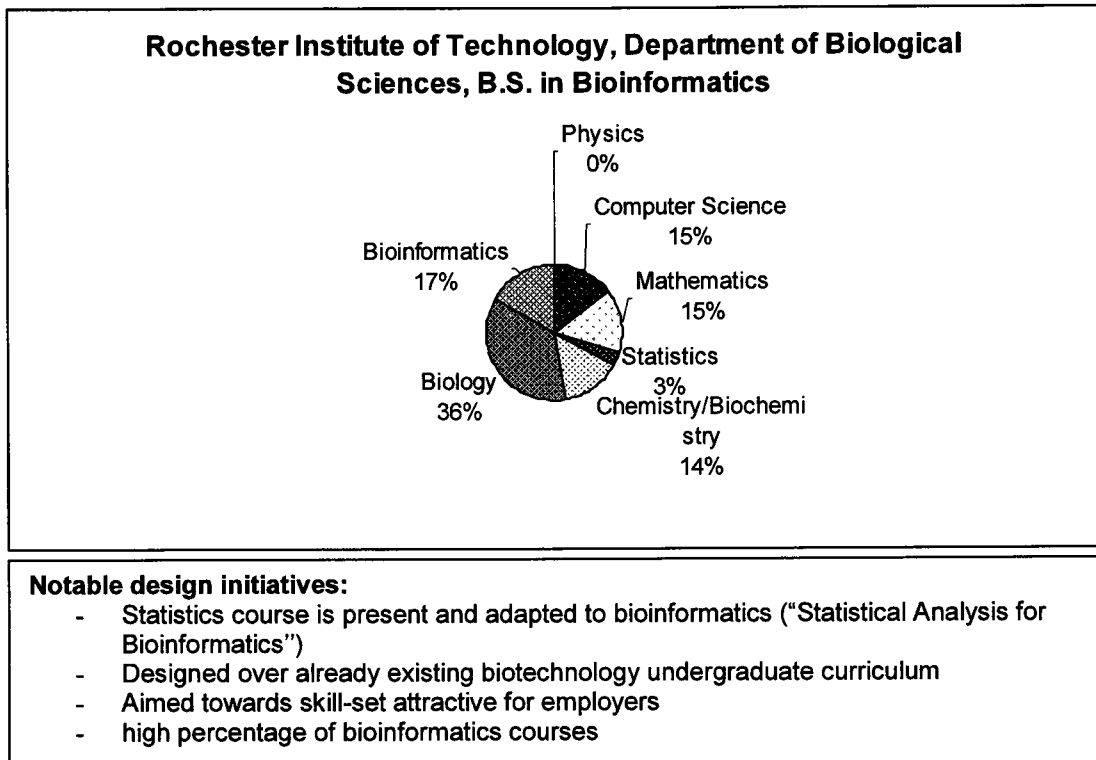 Rochester Institute of Technology, Department of Biological
Sciences, B.S. in Bioinformatics
Physics
0%
Computer Science
15%
Bioinformatics
17%
Mathematics
15%
Statistics
3%
Biology
36%
Chemistry/Biochemi
stry
14%
Notable design initiatives:
- Statistics course is present and adapted to bioinformatics (“Statistical Analysis for
Bioinformatics”)
- Designed over already existing biotechnology undergraduate curriculum
- Aimed towards skill-set attractive for employers
- high percentage of bioinformatics courses